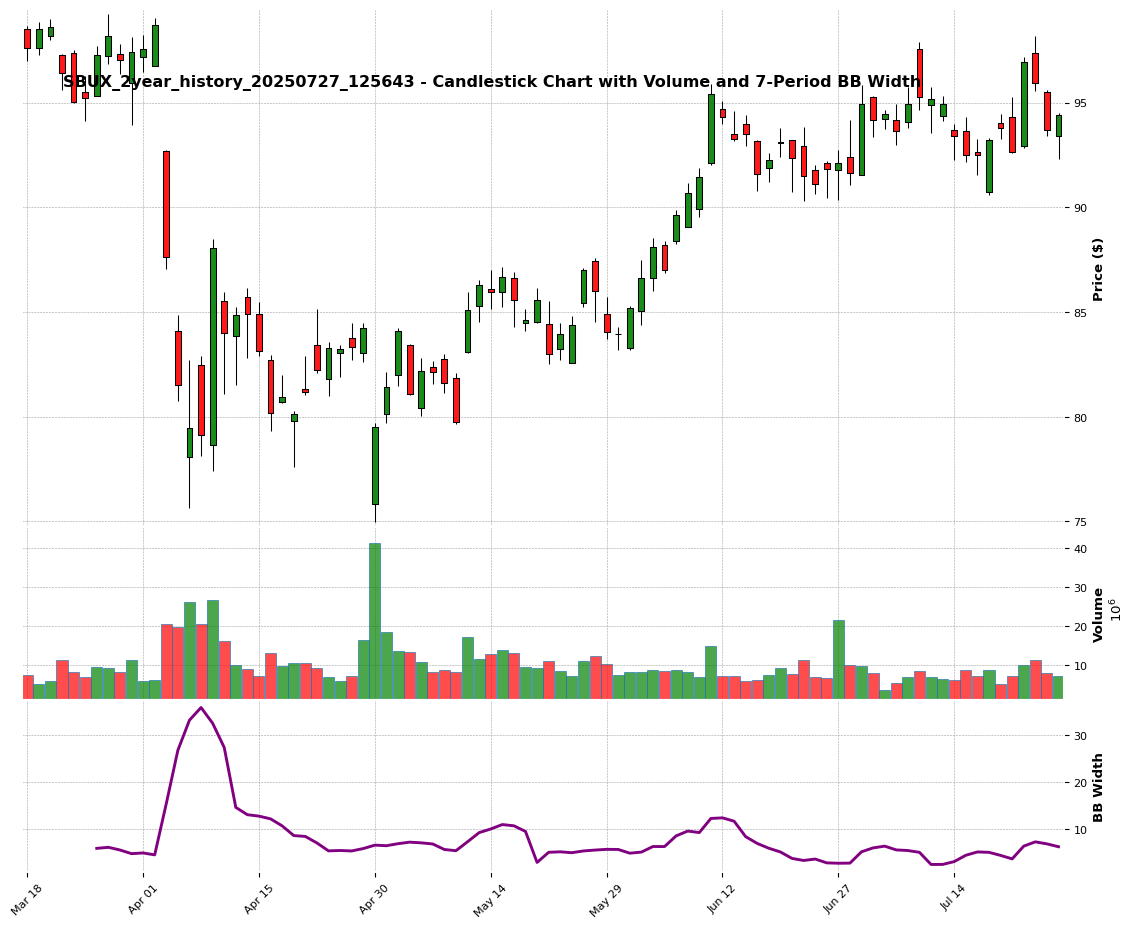 SBUX_2year_history_20250727_125643 - Candlestick Chart with Volume and 7-Period BB Width
95
90
85
80
75
Price ($)
40
30
20
10
Volume
10^6
30
20
10
BB Width
Mar 18
Apr 01
Apr 15
Apr 30
May 14
May 29
Jun 12
Jun 27
Jul 14